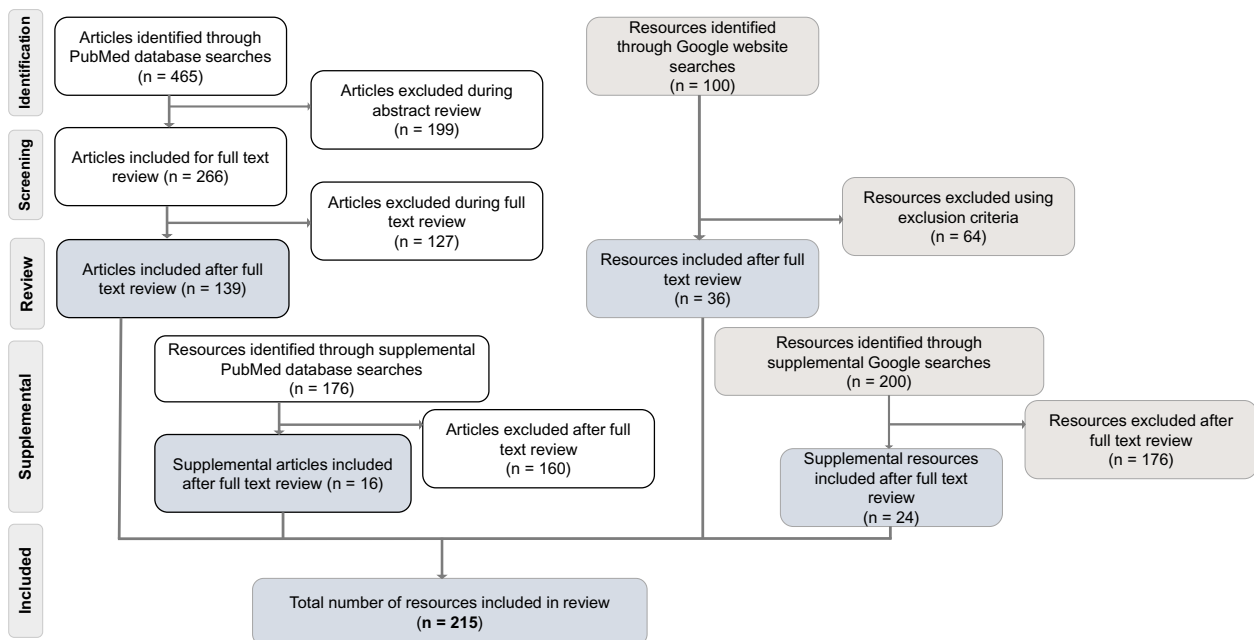 Identification
Articles identified through
PubMed database searches
(n = 465)
Resources identified
through Google website
searches
(n = 100)
Articles excluded during
abstract review
(n = 199)
Screening
Articles included for full text
review (n = 266)
Articles excluded during full
text review
(n = 127)
Resources excluded using
exclusion criteria
(n = 64)
Review
Articles included after full
text review (n = 139)
Resources included after full
text review
(n = 36)
Supplemental
Resources identified through supplemental
PubMed database searches
(n = 176)
Resources identified through
supplemental Google searches
(n = 200)
Articles excluded after full
text review
(n = 160)
Resources excluded after
full text review
(n = 176)
Supplemental articles included
after full text review (n = 16)
Supplemental resources
included after full text
review
(n = 24)
Included
Total number of resources included in review
(n = 215)